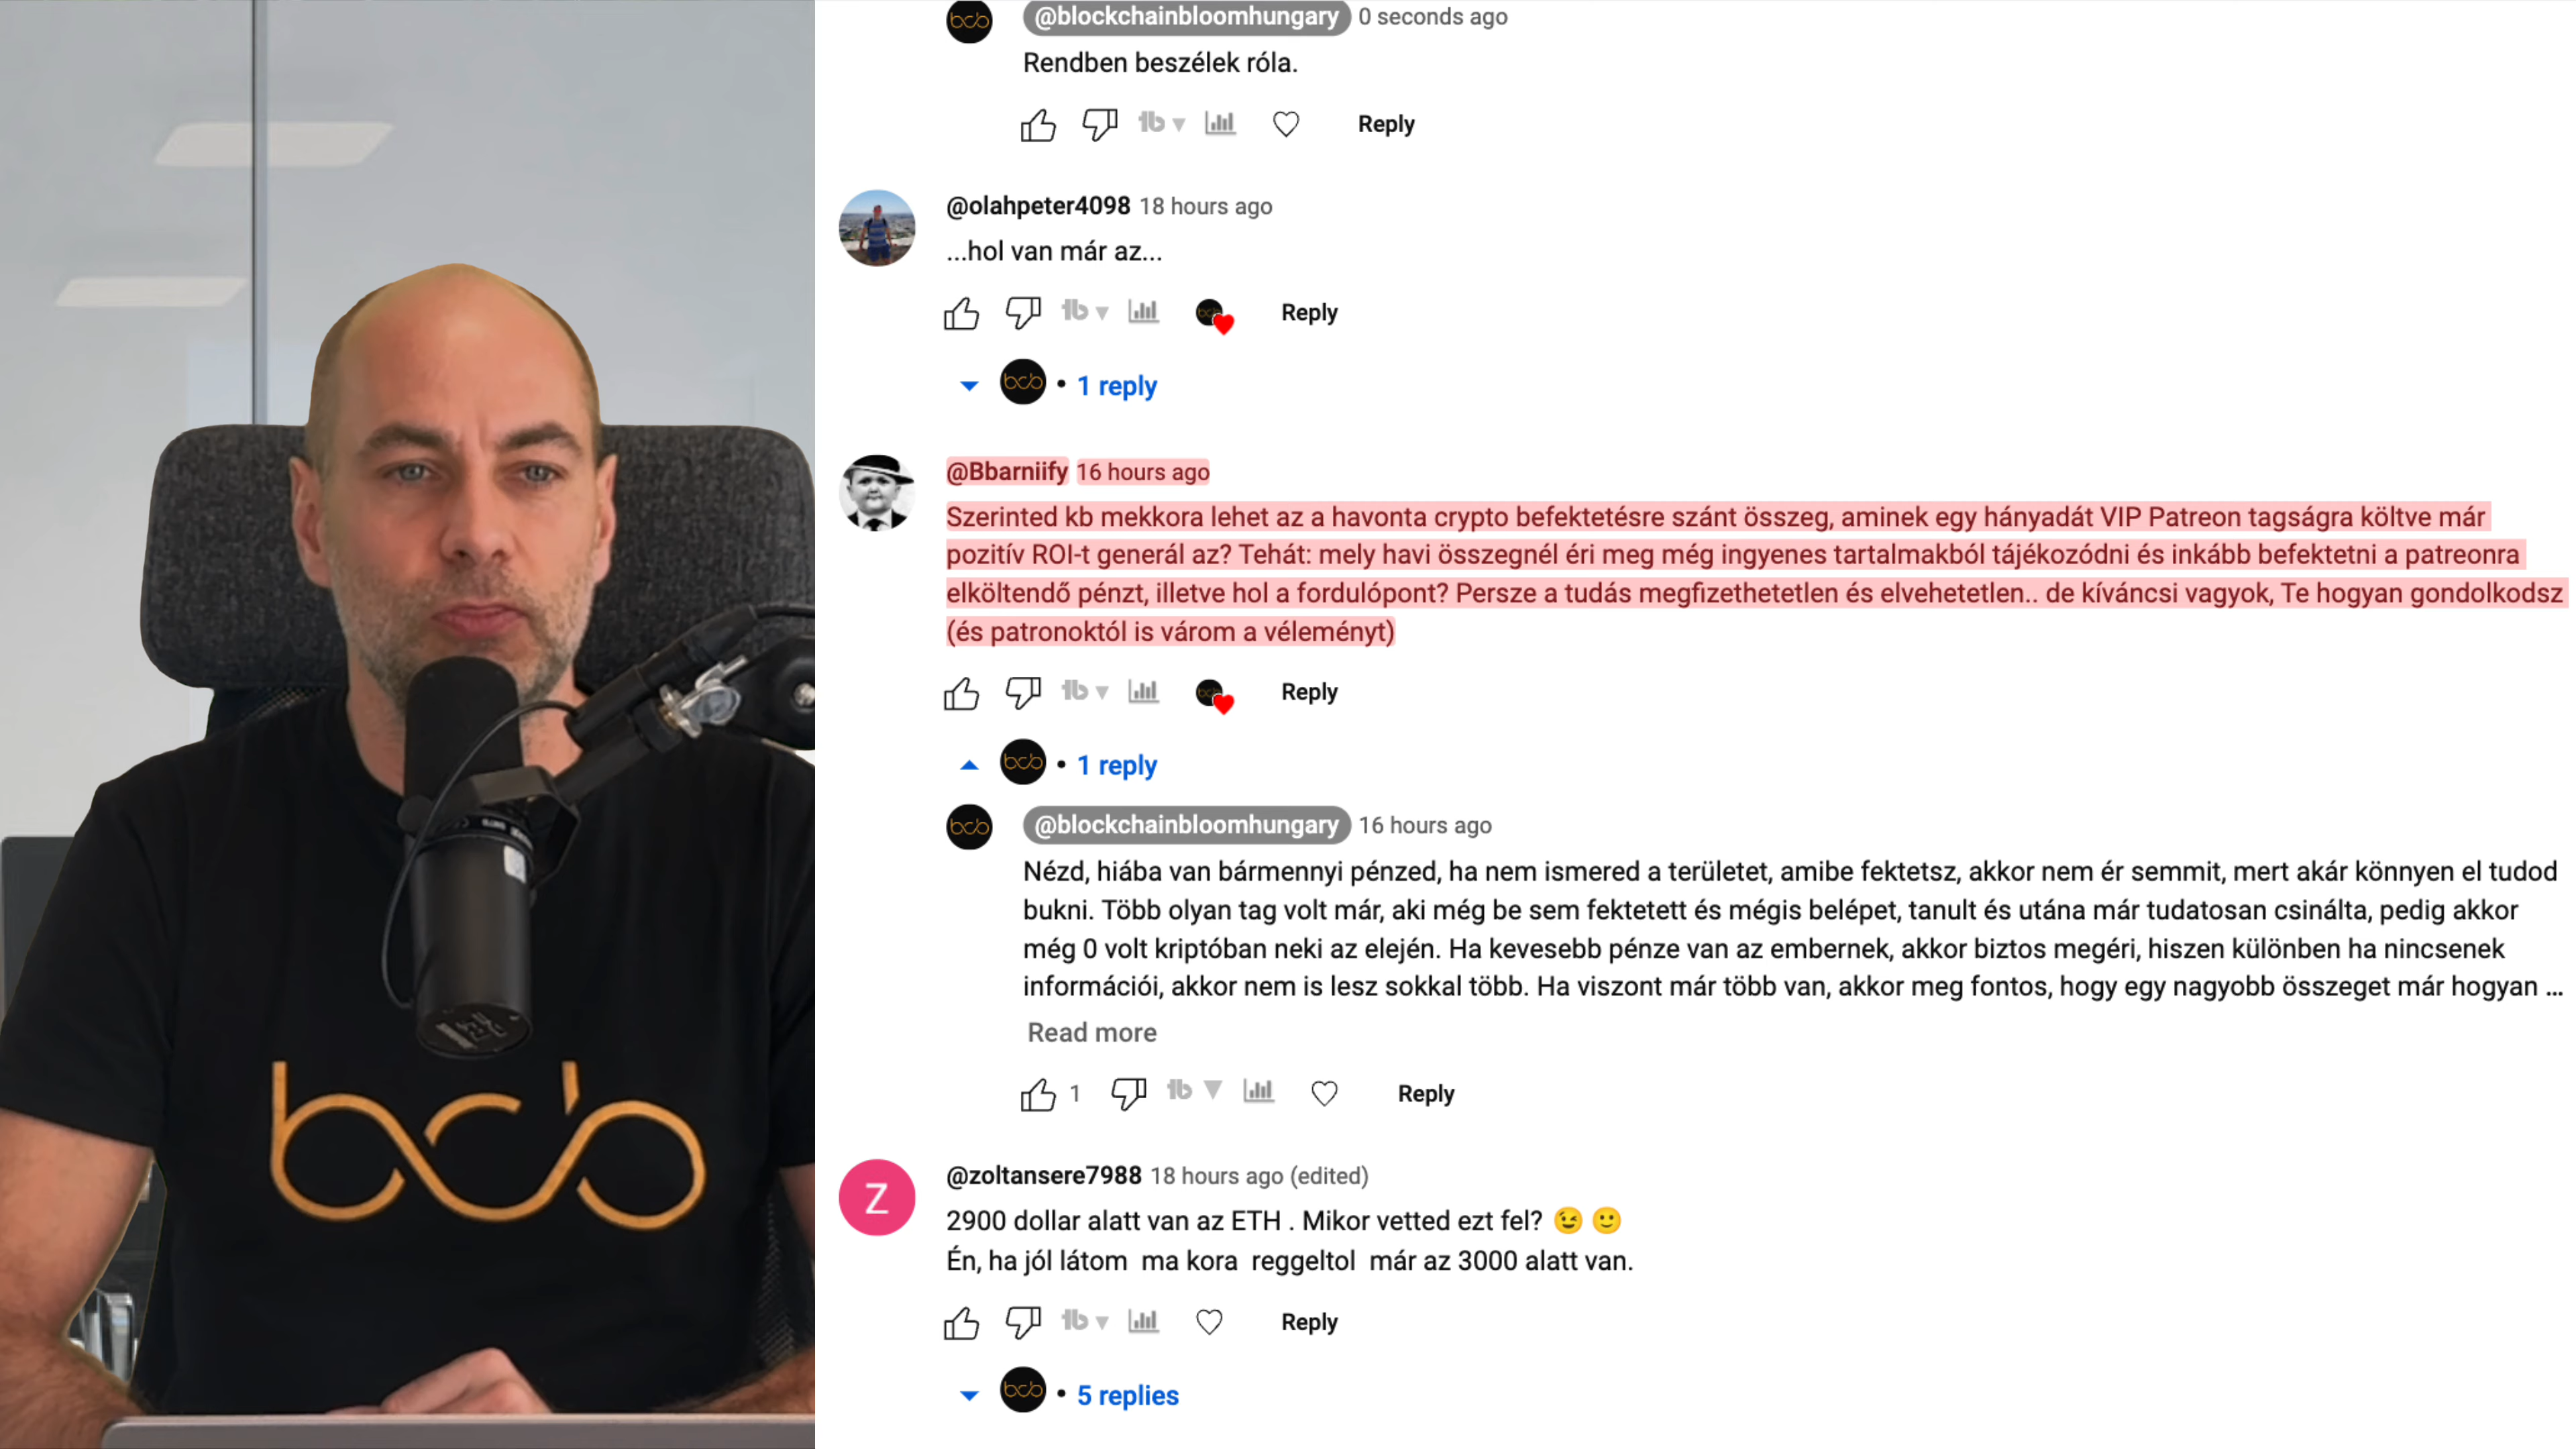 @blockchainbloomhungary 0 seconds ago
Rendben beszélek róla.
Reply
@olahpeter4098 18 hours ago
...hol van már az...
Reply
bcb • 1 reply
@Bbarniify 16 hours ago
Szerinted kb mekkora lehet az a havonta crypto befektetésre szánt összeg, aminek egy hányadát VIP Patreon tagságra költve már
pozitív ROI-t generál az? Tehát: mely havi összegnél éri meg még ingyenes tartalmakból tájékozódni és inkább befektetni a patreonra
elköltendő pénzt, illetve hol a fordulópont? Persze a tudás megfizethetetlen és elvehetetlen.. de kíváncsi vagyok, Te hogyan gondolkodsz
(és patronoktól is várom a véleményt)
Reply
bcb • 1 reply
bcb @blockchainbloomhungary 16 hours ago
Nézd, hiába van bármennyi pénzed, ha nem ismered a területet, amibe fektetsz, akkor nem ér semmit, mert akár könnyen el tudod
bukni. Több olyan tag volt már, aki még be sem fektetett és mégis belépet, tanult és utána már tudatosan csinálta, pedig akkor
még 0 volt kriptóban neki az elején. Ha kevesebb pénze van az embernek, akkor biztos megéri, hiszen különben ha nincsenek
információi, akkor nem is lesz sokkal több. Ha viszont már több van, akkor meg fontos, hogy egy nagyobb összeget már hogyan ...
Read more
1 Reply
Z @zoltansere7988 18 hours ago (edited)
2900 dollar alatt van az ETH . Mikor vetted ezt fel? 😉 🙂
Én, ha jól látom ma kora reggeltol már az 3000 alatt van.
Reply
bcb • 5 replies
bcb